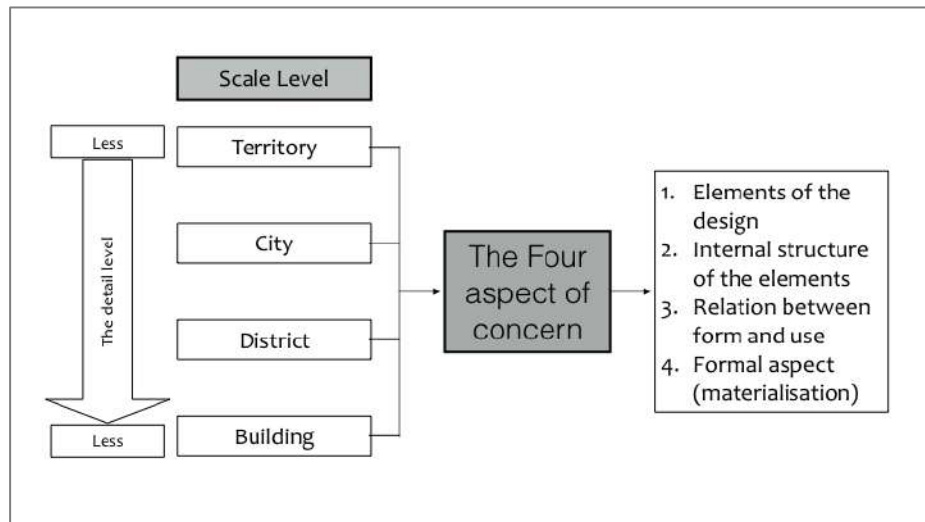 Scale Level
Less
Territory
City
District
Building
The detail level
Less
The Four
aspect of
concern
1. Elements of the
design
2. Internal structure
of the elements
3. Relation between
form and use
4. Formal aspect
(materialisation)